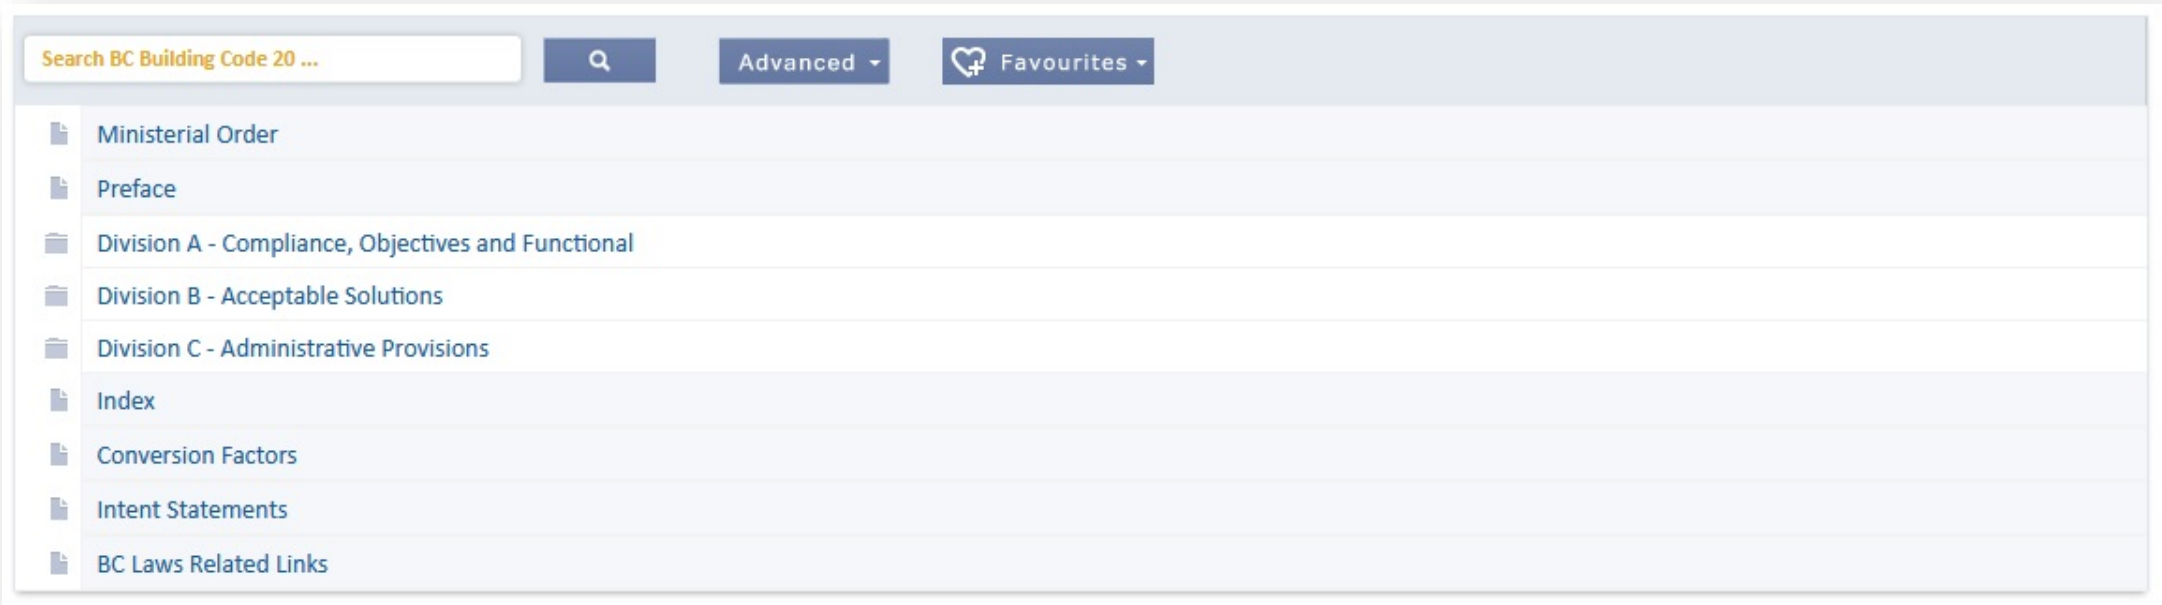 Search BC Building Code 20 ...
Advanced
Favourites
Ministerial Order
Preface
Division A - Compliance, Objectives and Functional
Division B - Acceptable Solutions
Division C - Administrative Provisions
Index
Conversion Factors
Intent Statements
BC Laws Related Links